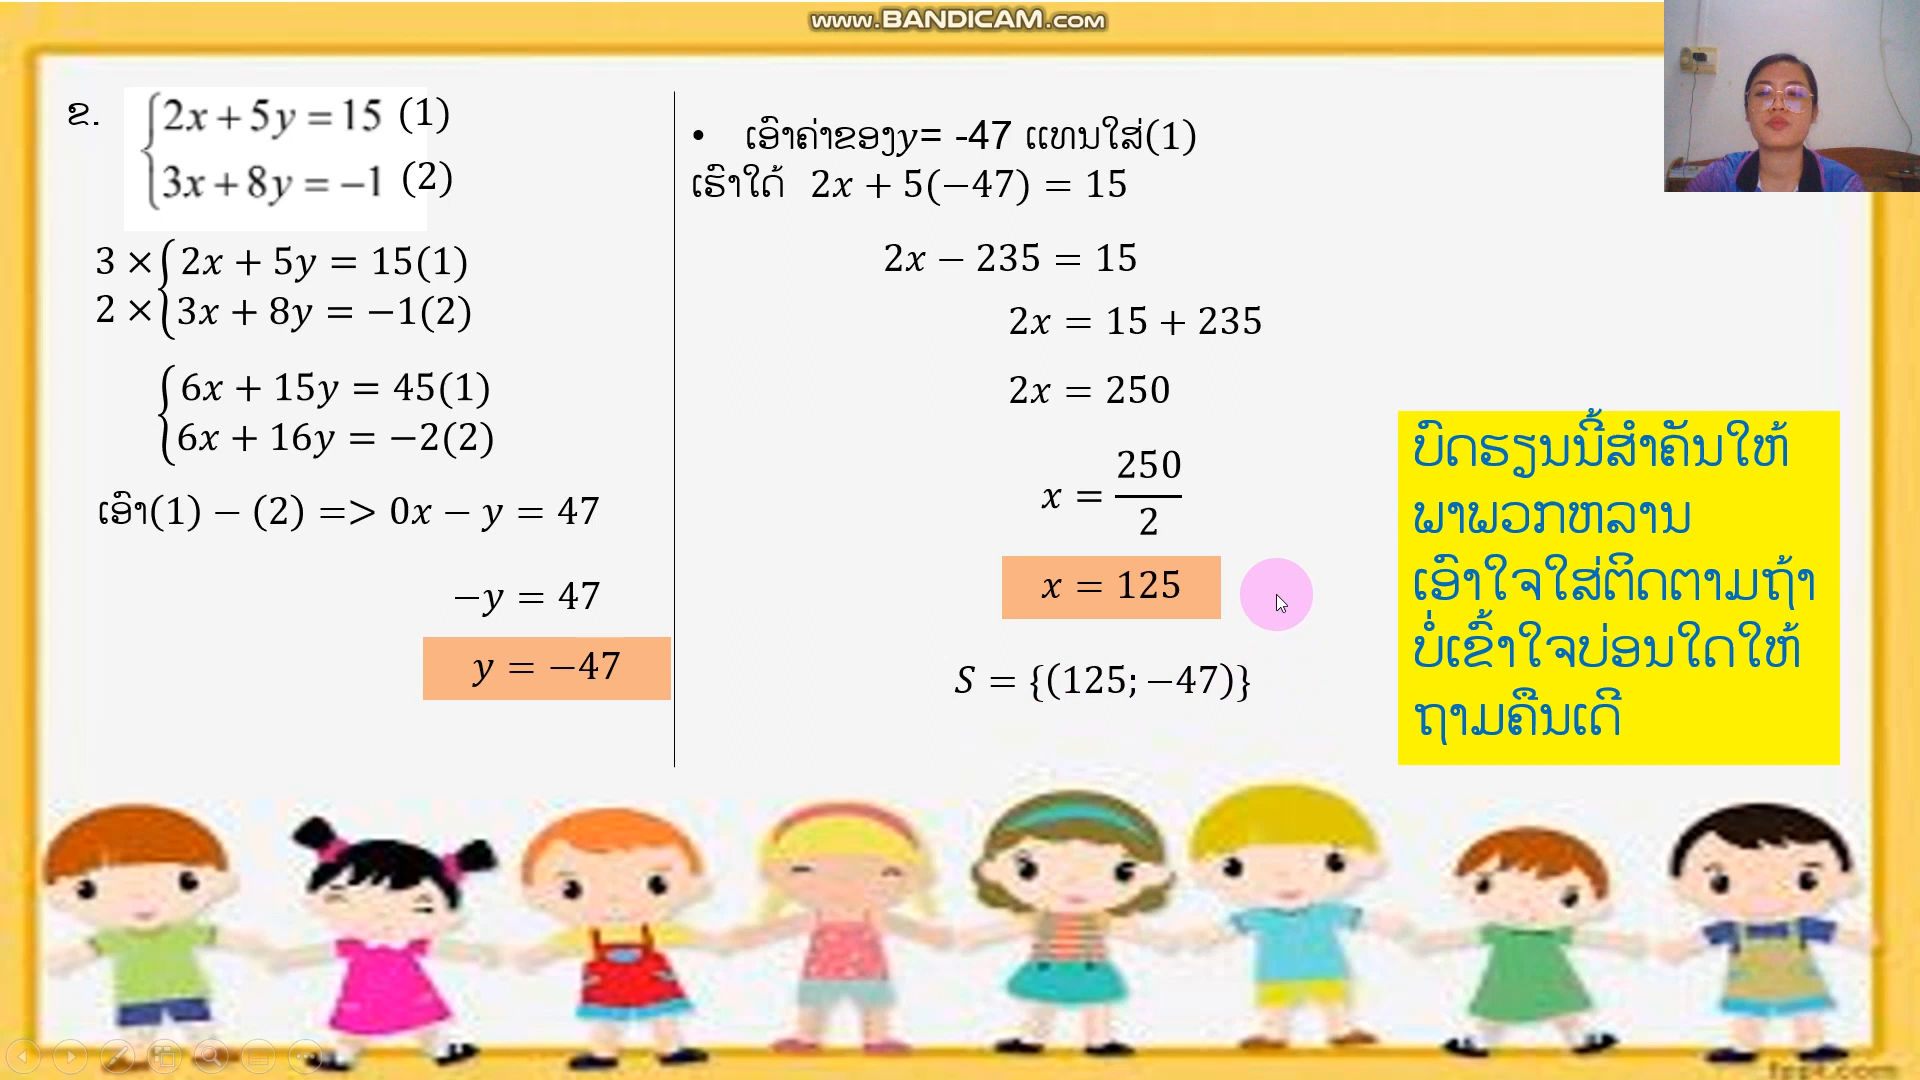 www.BANDICAM.com
ຂ.
2x + 5y = 15 (1)
3x + 8y = −1 (2)
3 × 2x + 5y = 15(1)
2 × 3x + 8y = −1(2)
6x + 15y = 45(1)
6x + 16y = −2(2)
ເອົາ(1) − (2) => 0x − y = 47
−y = 47
y = −47
• ເອົາຄ່າຂອງy= -47 ແທນໃສ່(1)
ເຮົາໃດ້ 2x + 5(−47) = 15
2x − 235 = 15
2x = 15 + 235
2x = 250
x = 250/2
x = 125
S = {(125; −47)}
ບົດຮຽນນີ້ສຳຄັນໃຫ້
ພາພວກຫລານ
ເອົາໃຈໃສ່ຕິດຕາມຖ້າ
ບໍ່ເຂົ້າໃຈບ່ອນໃດໃຫ້
ຖາມຄືນເດີ
fppt.com